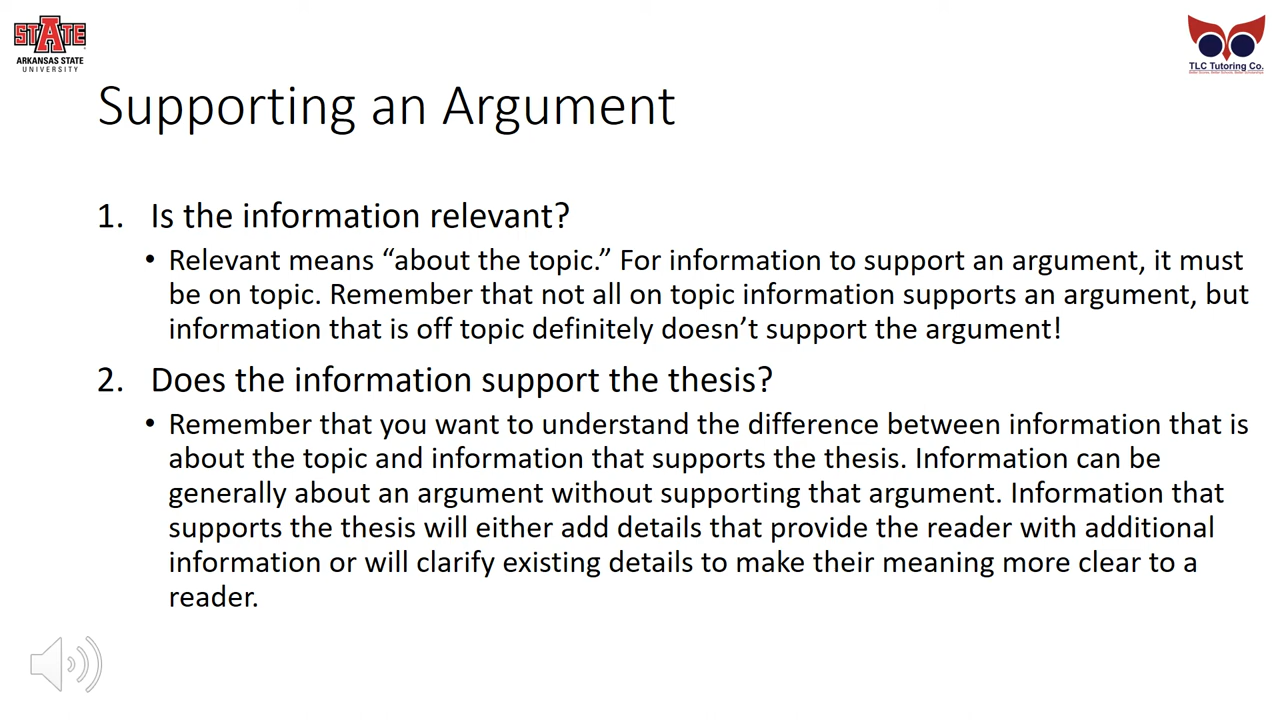 STATE
ARKANSAS STATE
UNIVERSITY
TLC Tutoring Co.
Supporting an Argument
1. Is the information relevant?
• Relevant means “about the topic.” For information to support an argument, it must
be on topic. Remember that not all on topic information supports an argument, but
information that is off topic definitely doesn’t support the argument!
2. Does the information support the thesis?
• Remember that you want to understand the difference between information that is
about the topic and information that supports the thesis. Information can be
generally about an argument without supporting that argument. Information that
supports the thesis will either add details that provide the reader with additional
information or will clarify existing details to make their meaning more clear to a
reader.